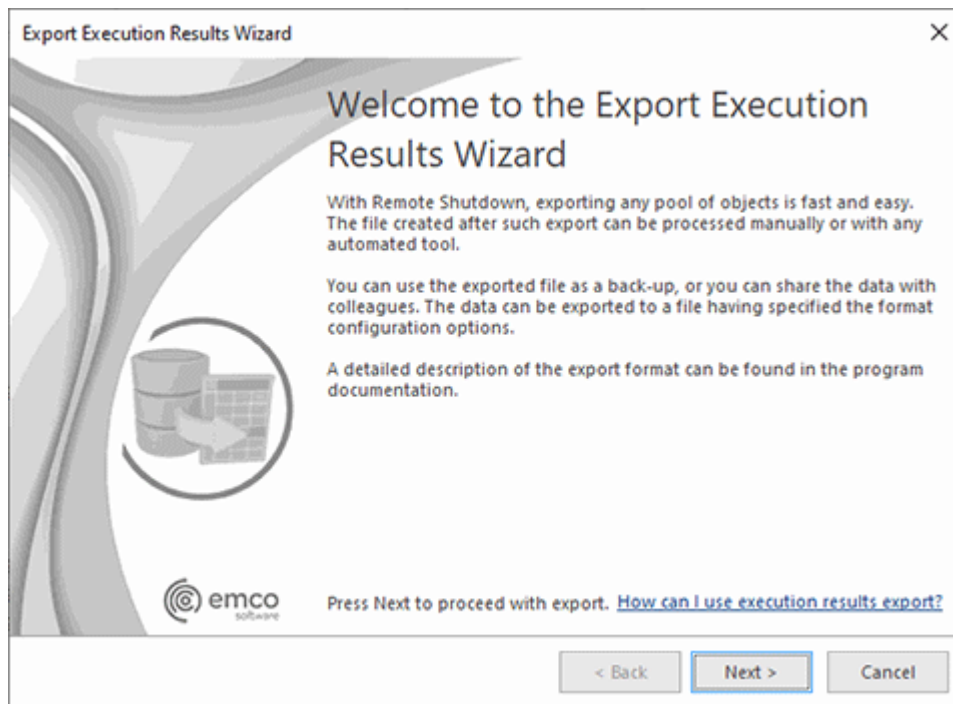 Export Execution Results Wizard
Welcome to the Export Execution
Results Wizard
With Remote Shutdown, exporting any pool of objects is fast and easy.
The file created after such export can be processed manually or with any
automated tool.
You can use the exported file as a back-up, or you can share the data with
colleagues. The data can be exported to a file having specified the format
configuration options.
A detailed description of the export format can be found in the program
documentation.
emco
software
Press Next to proceed with export. How can I use execution results export?
< Back Next > Cancel